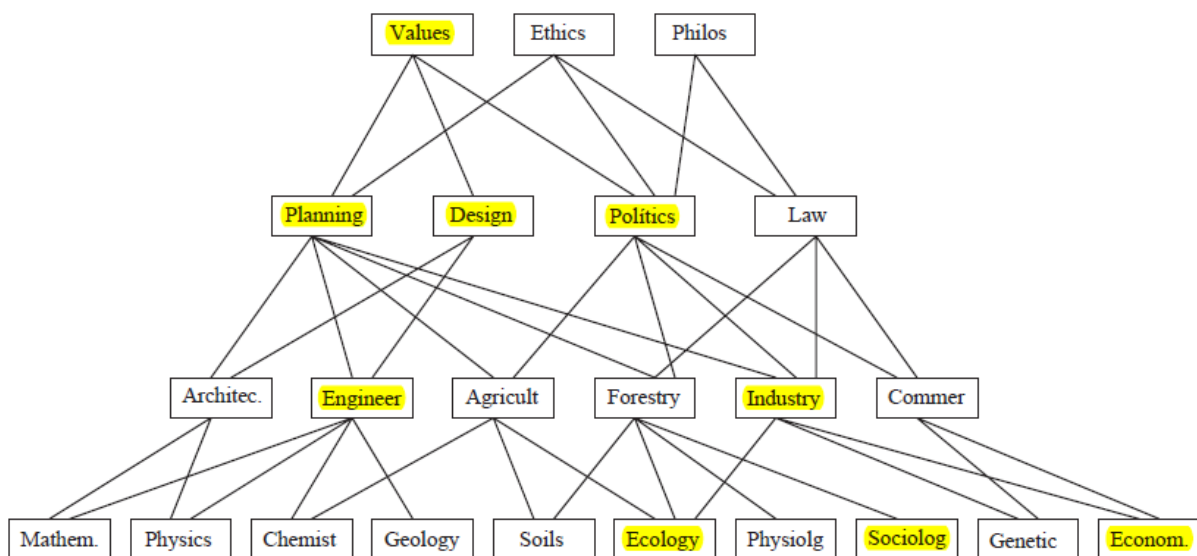 Values Ethics Philos
Planning Design Polítics Law
Architec. Engineer Agricult Forestry Industry Commer
Mathem. Physics Chemist Geology Soils Ecology Physiolg Sociolog Genetic Econom.